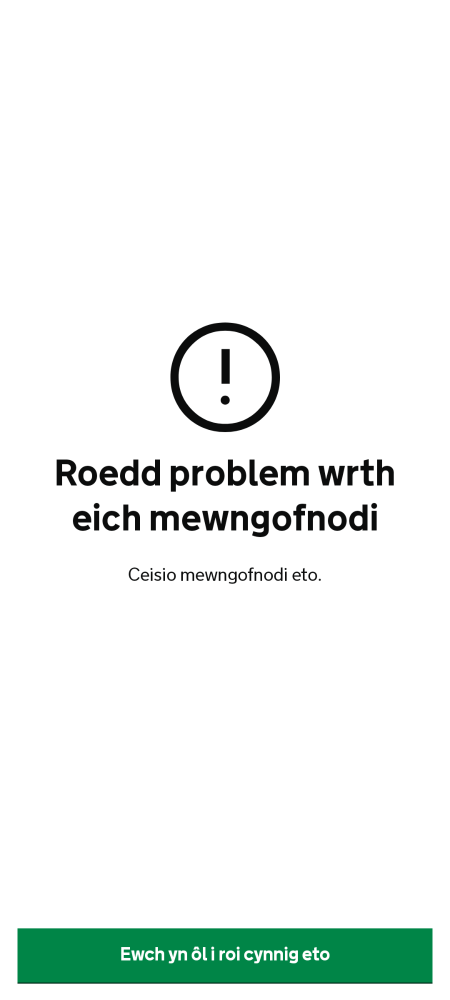 Roedd problem wrth
eich mewngofnodi
Ceisio mewngofnodi eto.
Ewch yn ôl i roi cynnig eto